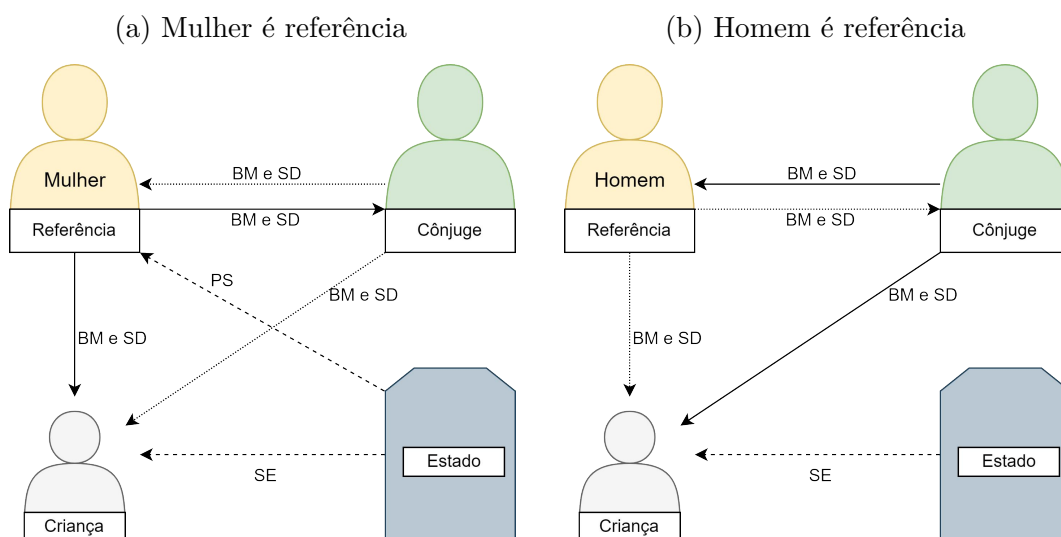 (a) Mulher é referência
BM e SD
Mulher
BM e SD
Referência
Cônjuge
PS
BM e SD
BM e SD
Estado
SE
Criança
(b) Homem é referência
BM e SD
Homem
BM e SD
Referência
Cônjuge
BM e SD
BM e SD
Estado
SE
Criança